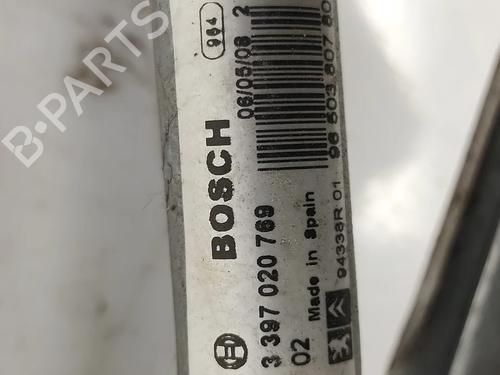 BOSCH
964
3 397 020 769
06/05/08 2
02 Made in Spain
96 503 807 80
94338R 01
B-PARTS